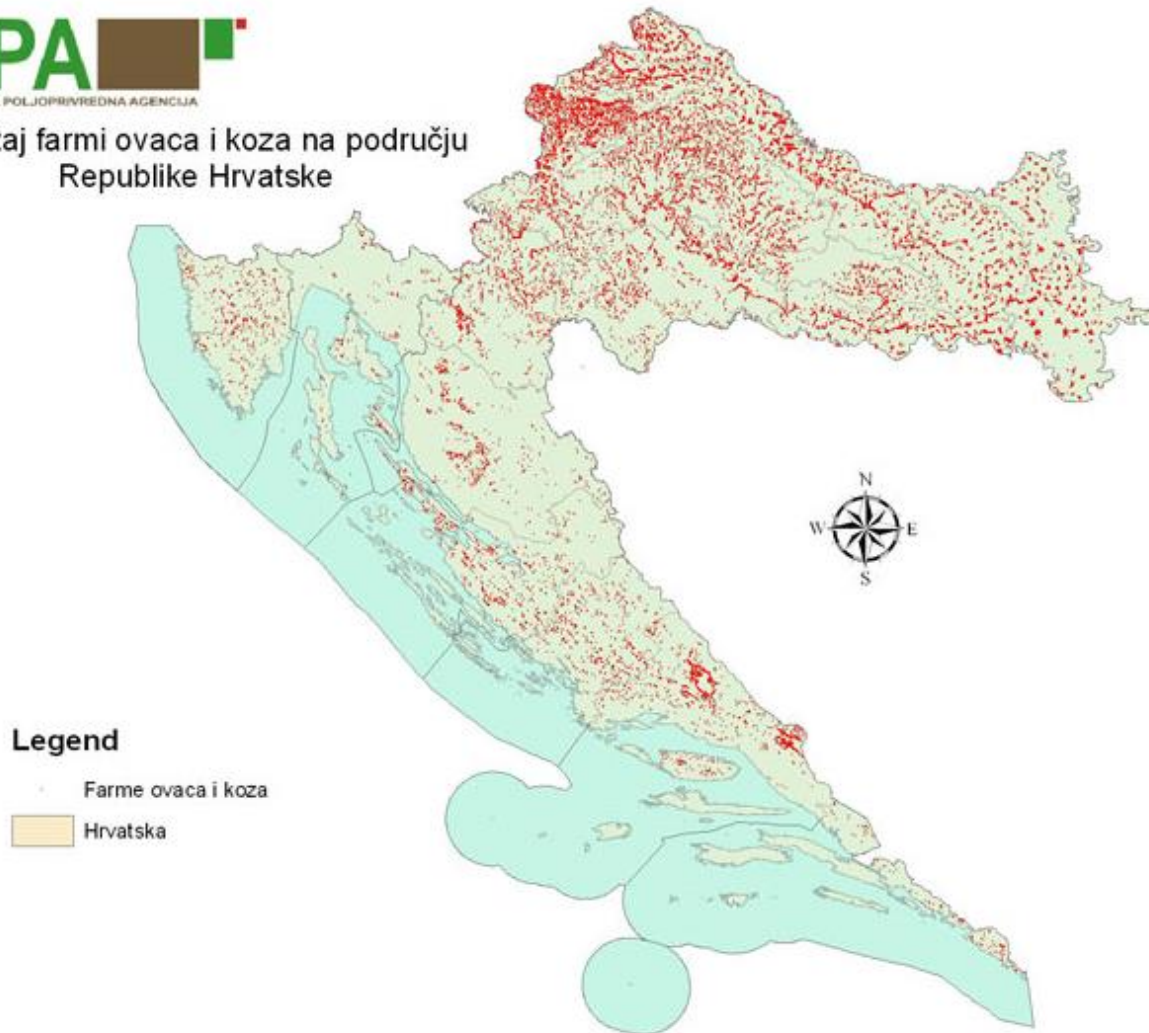 PA
POLJOPRIVREDNA AGENCIJA
taj farmi ovaca i koza na području
Republike Hrvatske
N
W
E
S
Legend
Farme ovaca i koza
Hrvatska